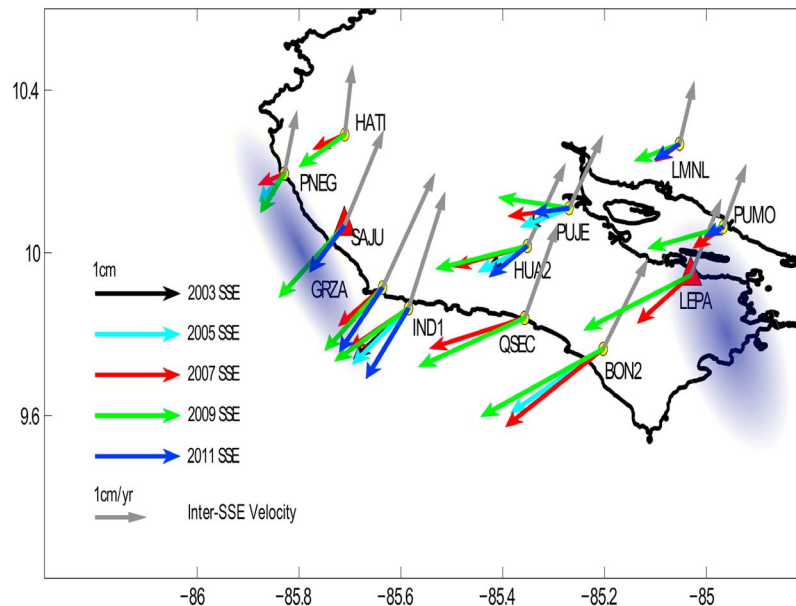 10.4
10
9.6
HATI
PNEG
SAJU
LMNL
PUJE
PUMO
HUA2
LEPA
GRZA
IND1
QSEC
BON2
1cm
2003 SSE
2005 SSE
2007 SSE
2009 SSE
2011 SSE
1cm/yr
Inter-SSE Velocity
−86 −85.8 −85.6 −85.4 −85.2 −85